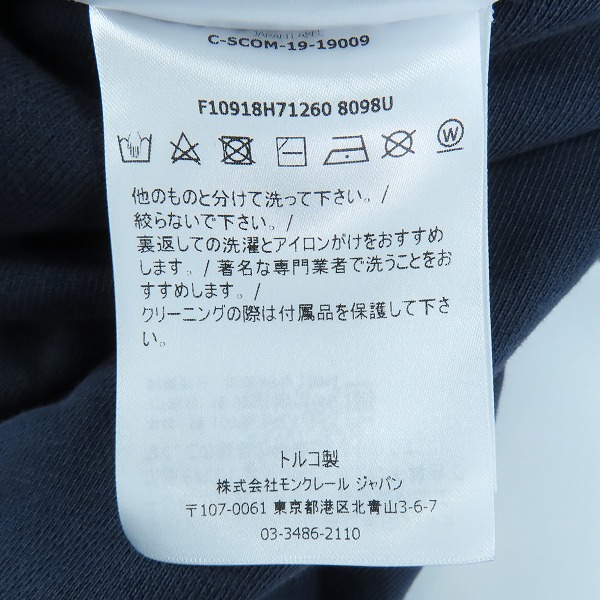 JAPAN LABEL
C-SCOM-19-19009
F10918H71260 8098U
他のものと分けて洗って下さい。/
絞らないで下さい。/
裏返しての洗濯とアイロンがけをおすすめ
します。/ 著名な専門業者で洗うことをお
すすめします。/
クリーニングの際は付属品を保護して下さ
い。
トルコ製
株式会社モンクレール ジャパン
〒107-0061 東京都港区北青山3-6-7
03-3486-2110